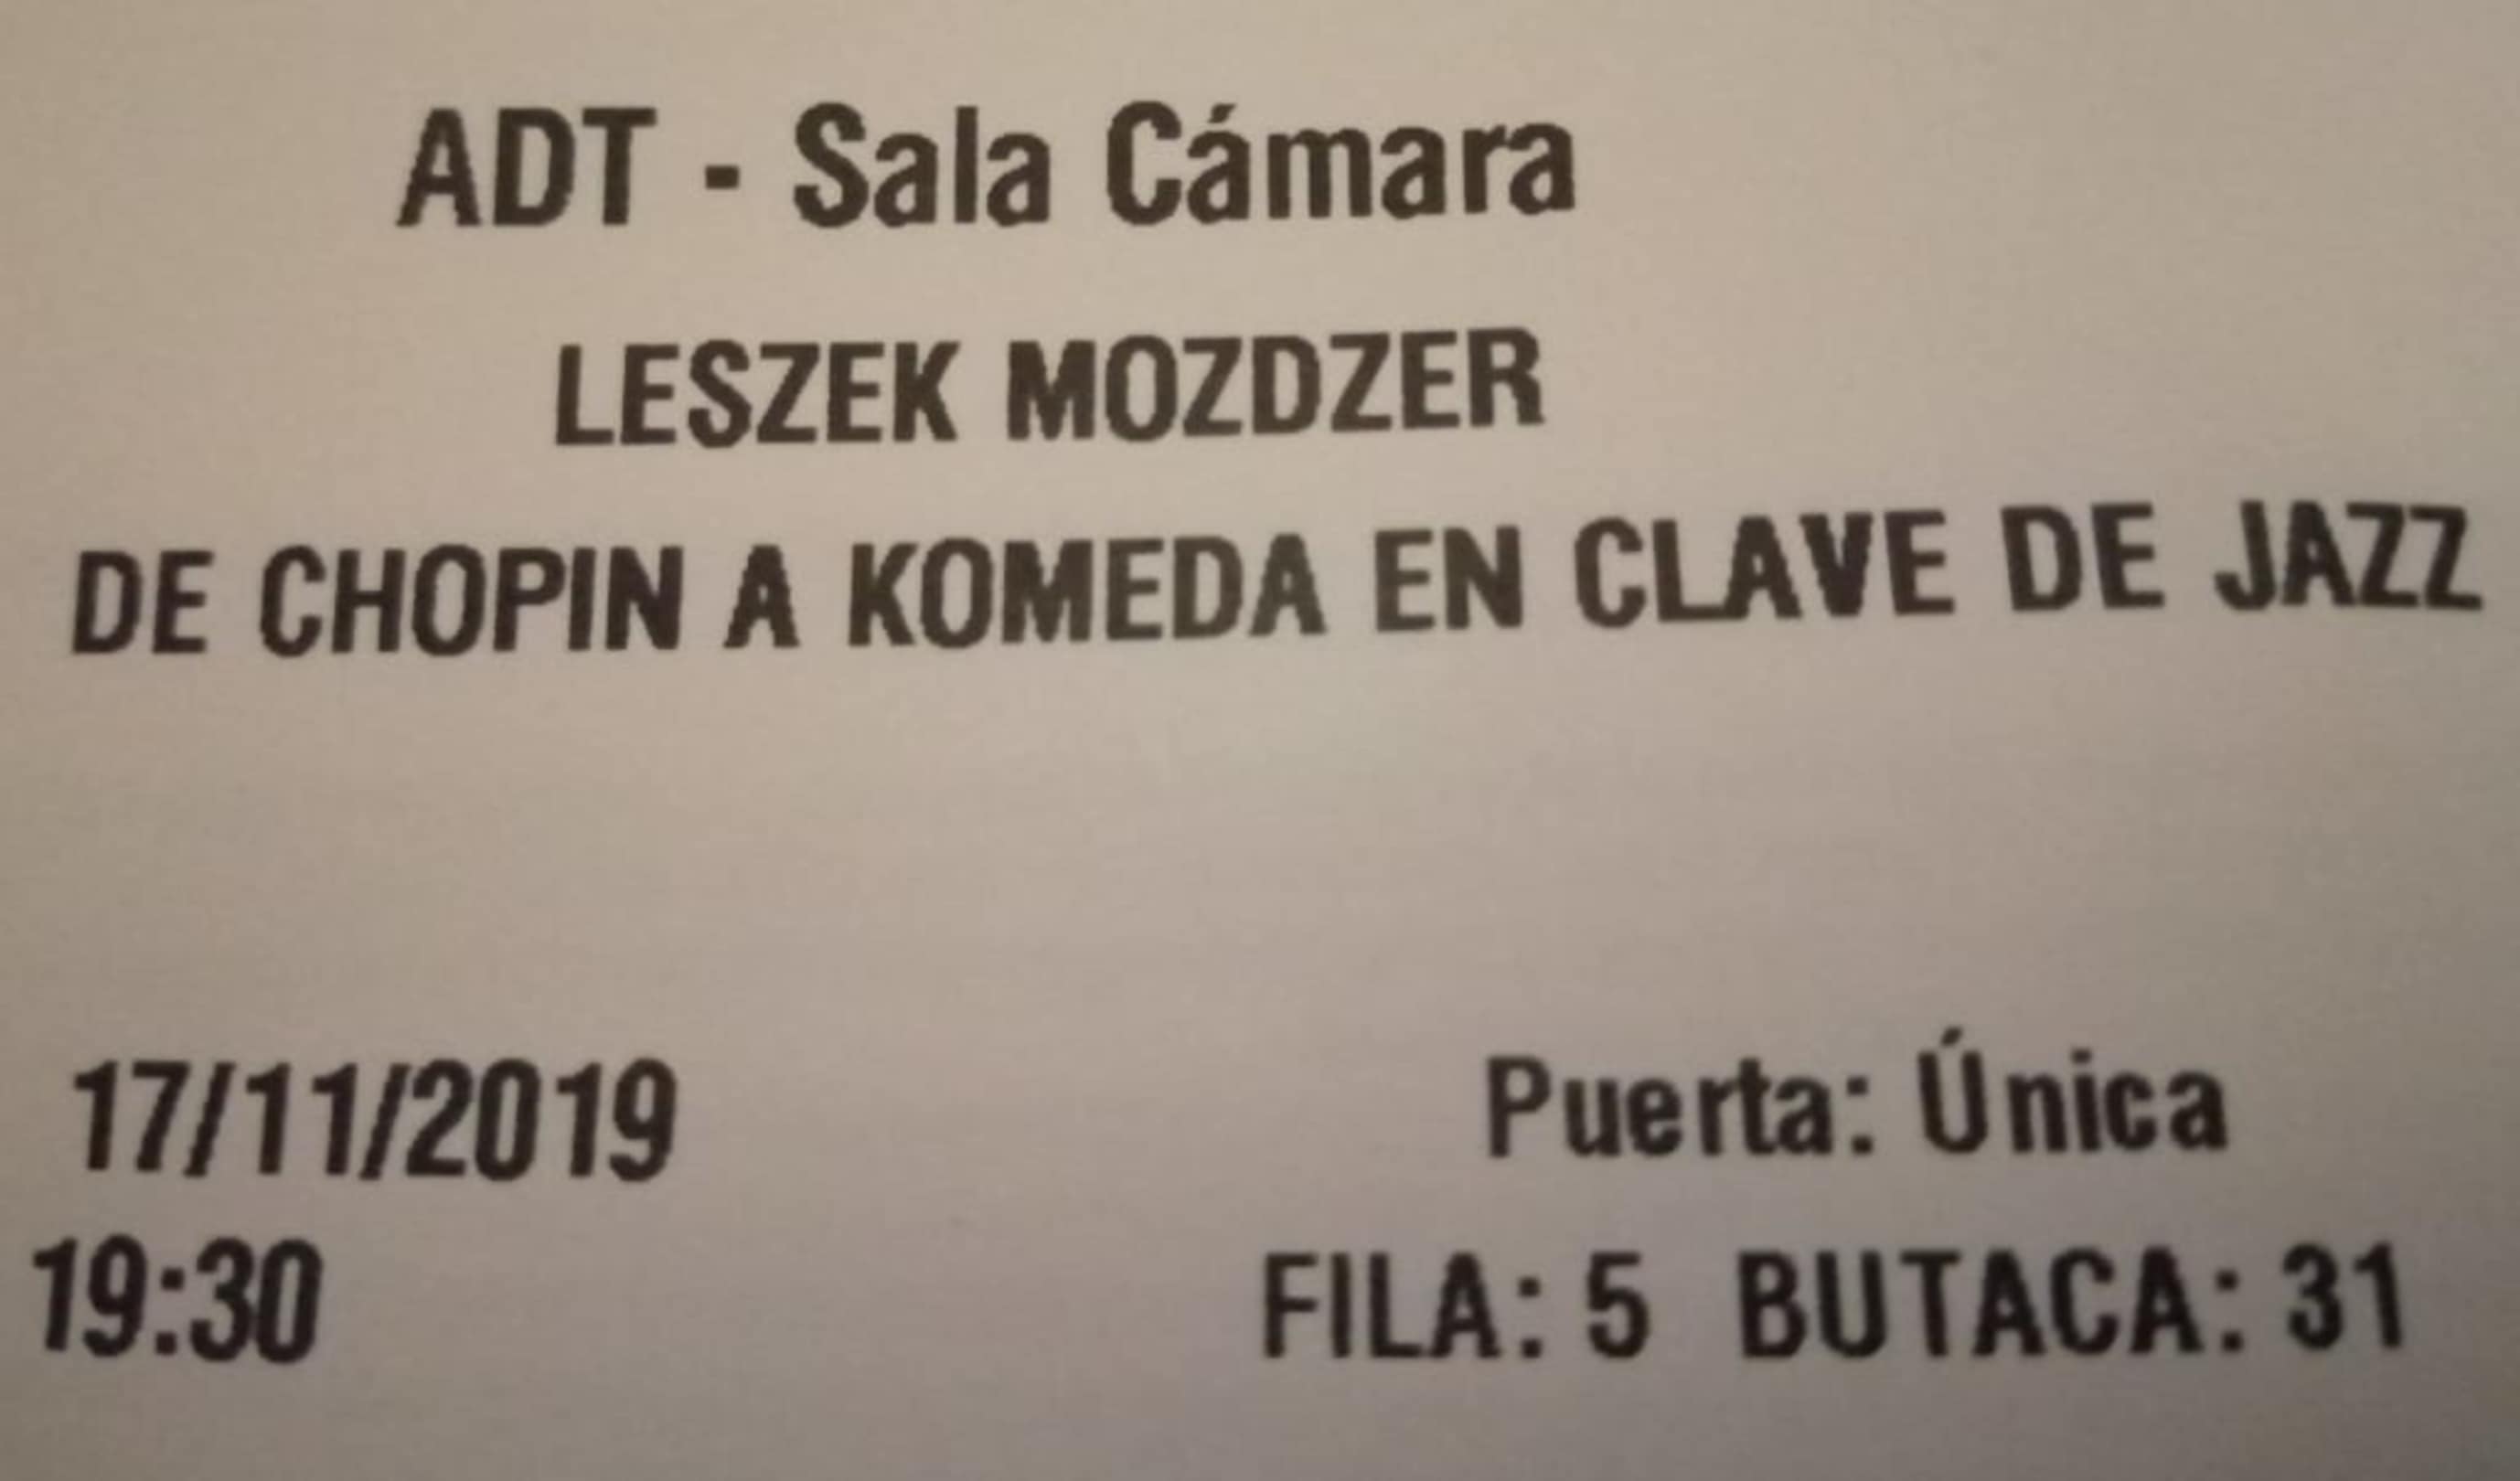 ADT - Sala Cámara
LESZEK MOZDZER
DE CHOPIN A KOMEDA EN CLAVE DE JAZZ
17/11/2019
Puerta: Única
19:30
FILA: 5 BUTACA: 31